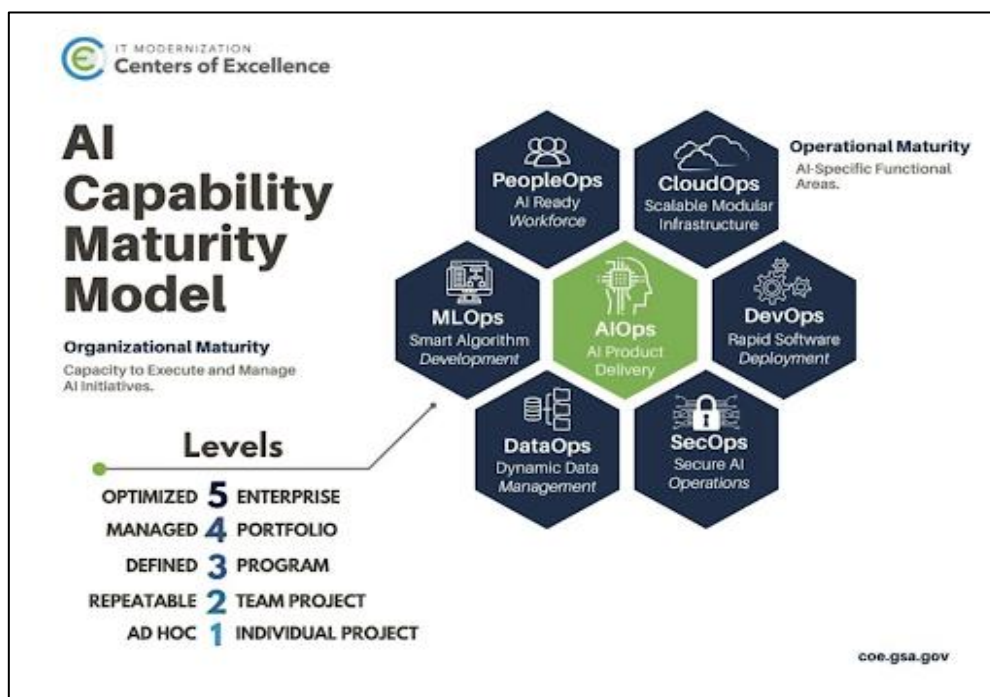 IT MODERNIZATION
Centers of Excellence
AI
Capability
Maturity
Model
Organizational Maturity
Capacity to Execute and Manage
AI Initiatives.
Levels
OPTIMIZED 5 ENTERPRISE
MANAGED 4 PORTFOLIO
DEFINED 3 PROGRAM
REPEATABLE 2 TEAM PROJECT
AD HOC 1 INDIVIDUAL PROJECT
PeopleOps
AI Ready
Workforce
CloudOps
Scalable Modular
Infrastructure
Operational Maturity
AI-Specific Functional
Areas.
MLOps
Smart Algorithm
Development
AIOps
AI Product
Delivery
DevOps
Rapid Software
Deployment
DataOps
Dynamic Data
Management
SecOps
Secure AI
Operations
coe.gsa.gov